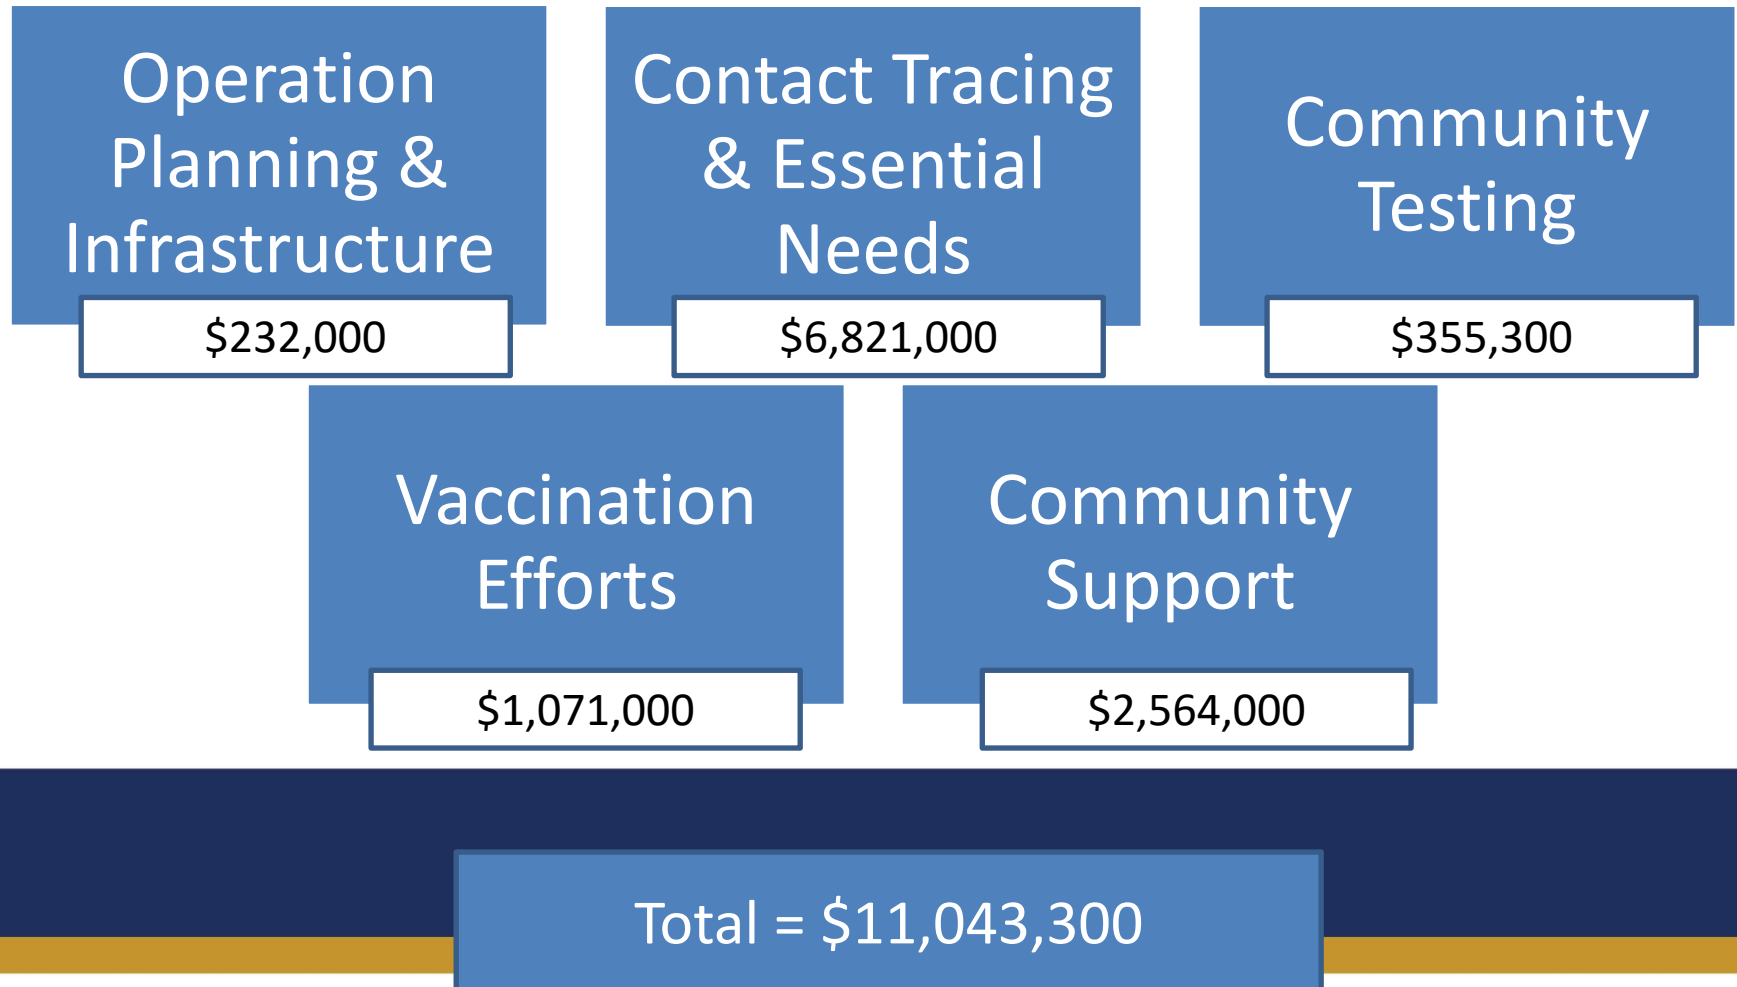 Operation
Planning &
Infrastructure
$232,000
Contact Tracing
& Essential
Needs
$6,821,000
Community
Testing
$355,300
Vaccination
Efforts
$1,071,000
Community
Support
$2,564,000
Total = $11,043,300